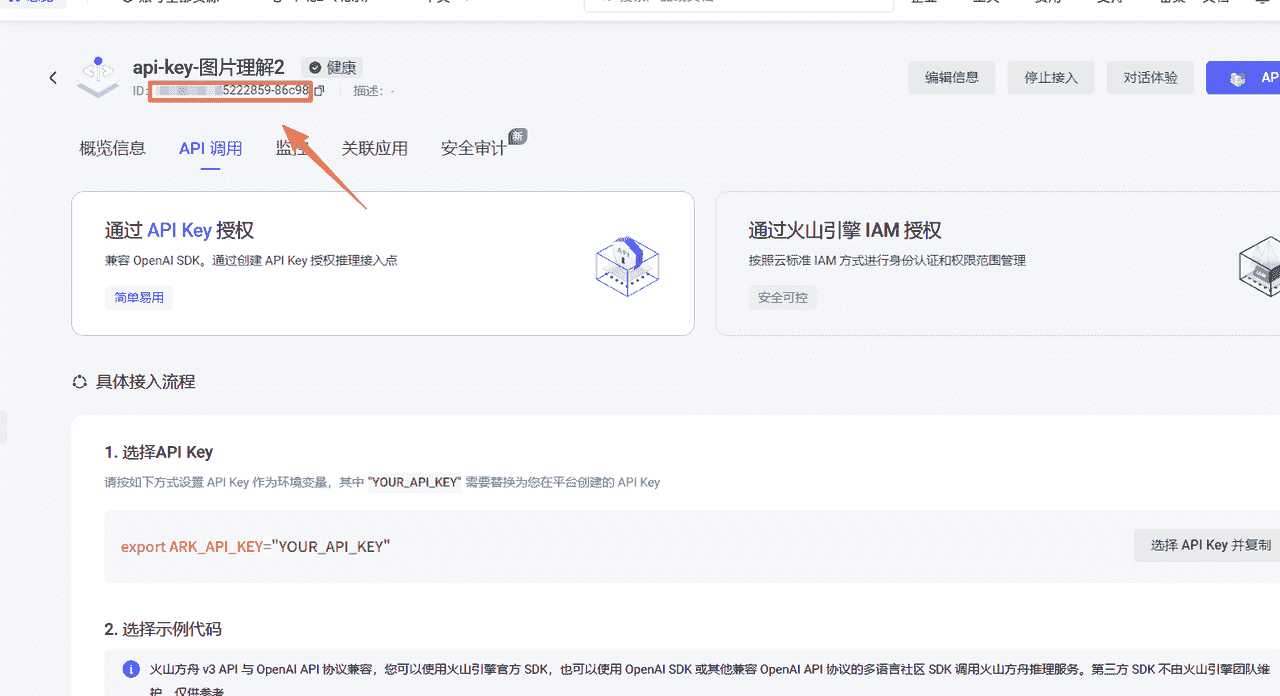 api-key-图片理解2
健康
ID: 5222859-86c98
描述: -
编辑信息
停止接入
对话体验
AP
概览信息
API 调用
监控
关联应用
安全审计
新
通过 API Key 授权
兼容 OpenAI SDK。通过创建 API Key 授权推理接入点
简单易用
通过火山引擎 IAM 授权
按照云标准 IAM 方式进行身份认证和权限范围管理
安全可控
具体接入流程
1. 选择API Key
请按如下方式设置 API Key 作为环境变量，其中 "YOUR_API_KEY" 需要替换为您在平台创建的 API Key
export ARK_API_KEY="YOUR_API_KEY"
选择 API Key 并复制
2. 选择示例代码
火山方舟 v3 API 与 OpenAI API 协议兼容，您可以使用火山引擎官方 SDK，也可以使用 OpenAI SDK 或其他兼容 OpenAI API 协议的多语言社区 SDK 调用火山方舟推理服务。第三方 SDK 不由火山引擎团队维
护，仅供参考